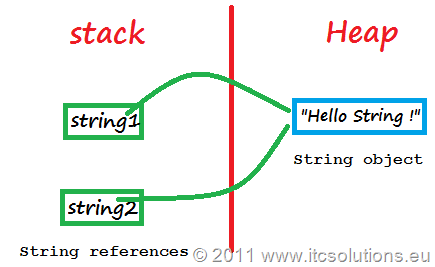 stack
Heap
string1
"Hello String !"
String object
string2
String references
© 2011 www.itcsolutions.eu